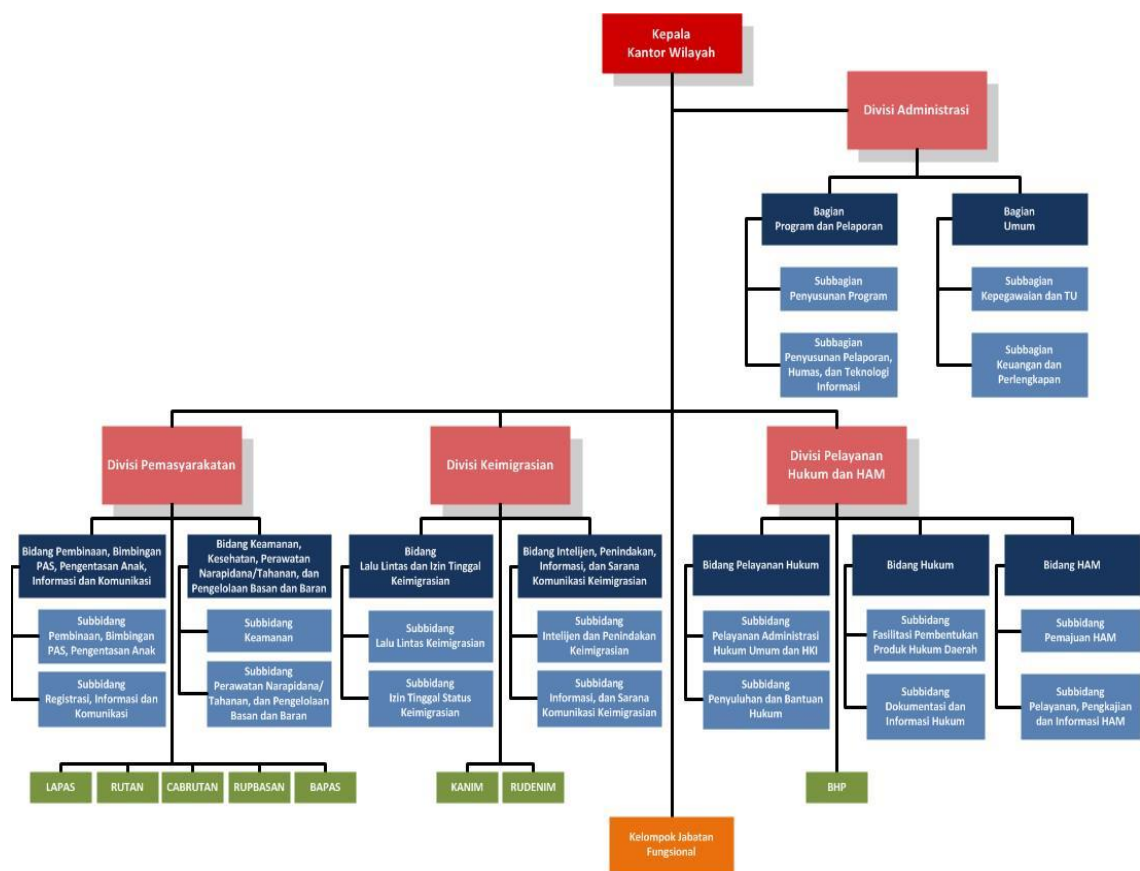 Kepala
Kantor Wilayah
Divisi Administrasi
Bagian
Program dan Pelaporan
Bagian
Umum
Subbagian
Penyusunan Program
Subbagian
Kepegawaian dan TU
Subbagian
Penyusunan Pelaporan,
Humas, dan Teknologi
Informasi
Subbagian
Keuangan dan
Perlengkapan
Divisi Pemasyarakatan
Divisi Keimigrasian
Divisi Pelayanan
Hukum dan HAM
Bidang Pembinaan, Bimbingan
PAS, Pengentasan Anak,
Informasi dan Komunikasi
Bidang Keamanan,
Kesehatan, Perawatan
Narapidana/Tahanan, dan
Pengelolaan Basan dan Baran
Bidang
Lalu Lintas dan Izin Tinggal
Keimigrasian
Bidang Intelijen, Penindakan,
Informasi, dan Sarana
Komunikasi Keimigrasian
Bidang Pelayanan Hukum
Bidang Hukum
Bidang HAM
Subbidang
Pembinaan, Bimbingan
PAS, Pengentasan Anak
Subbidang
Keamanan
Subbidang
Lalu Lintas Keimigrasian
Subbidang
Intelijen dan Penindakan
Keimigrasian
Subbidang
Pelayanan Administrasi
Hukum Umum dan HKI
Subbidang
Fasilitasi Pembentukan
Produk Hukum Daerah
Subbidang
Pemajuan HAM
Subbidang
Registrasi, Informasi dan
Komunikasi
Subbidang
Perawatan Narapidana/
Tahanan, dan Pengelolaan
Basan dan Baran
Subbidang
Izin Tinggal Status
Keimigrasian
Subbidang
Informasi, dan Sarana
Komunikasi Keimigrasian
Subbidang
Penyuluhan dan Bantuan
Hukum
Subbidang
Dokumentasi dan
Informasi Hukum
Subbidang
Pelayanan, Pengkajian
dan Informasi HAM
LAPAS
RUTAN
CABRUTAN
RUPBASAN
BAPAS
KANIM
RUDENIM
BHP
Kelompok Jabatan
Fungsional